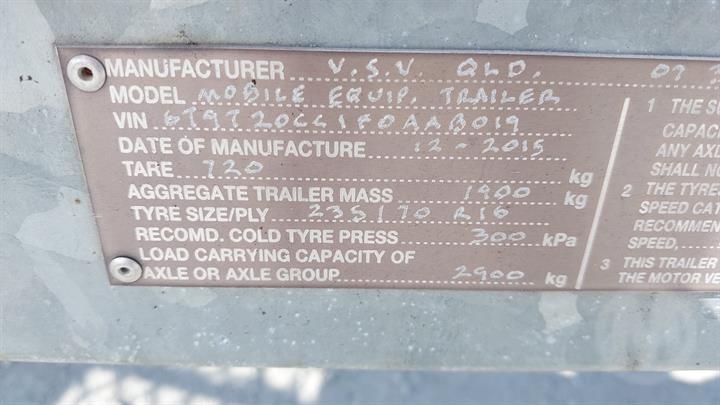 MANUFACTURER V.S.V. QLD. 07
MODEL MOBILE EQUIP. TRAILER
VIN 6T9T20CC1F0AAB019
DATE OF MANUFACTURE 12-2015
TARE 720 kg
AGGREGATE TRAILER MASS 1900 kg
TYRE SIZE/PLY 235/70 R16
RECOMD. COLD TYRE PRESS 300 kPa
LOAD CARRYING CAPACITY OF
AXLE OR AXLE GROUP 2900 kg
1 THE
CAPAC
ANY AX
SHALL N
2 THE TYRE
SPEED CAT
RECOMMEN
SPEED,
3 THIS TRAILER
THE MOTOR VE